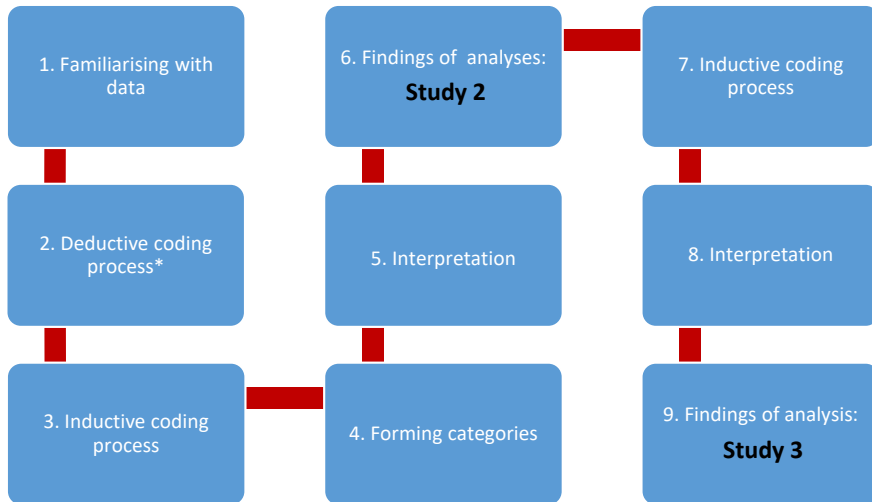 1. Familiarising with
data
2. Deductive coding
process*
3. Inductive coding
process
4. Forming categories
5. Interpretation
6. Findings of analyses:
Study 2
7. Inductive coding
process
8. Interpretation
9. Findings of analysis:
Study 3